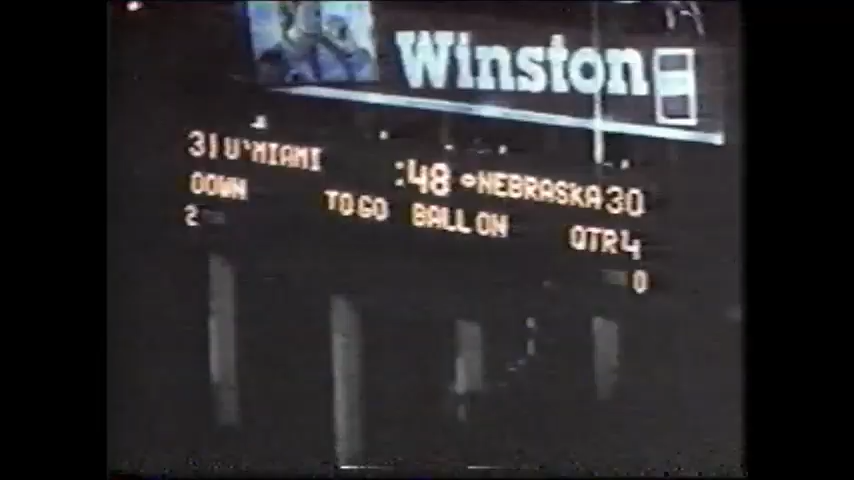 Winston
31 U'MIAMI :48 NEBRASKA 30
DOWN TO GO BALL ON QTR 4
2 0